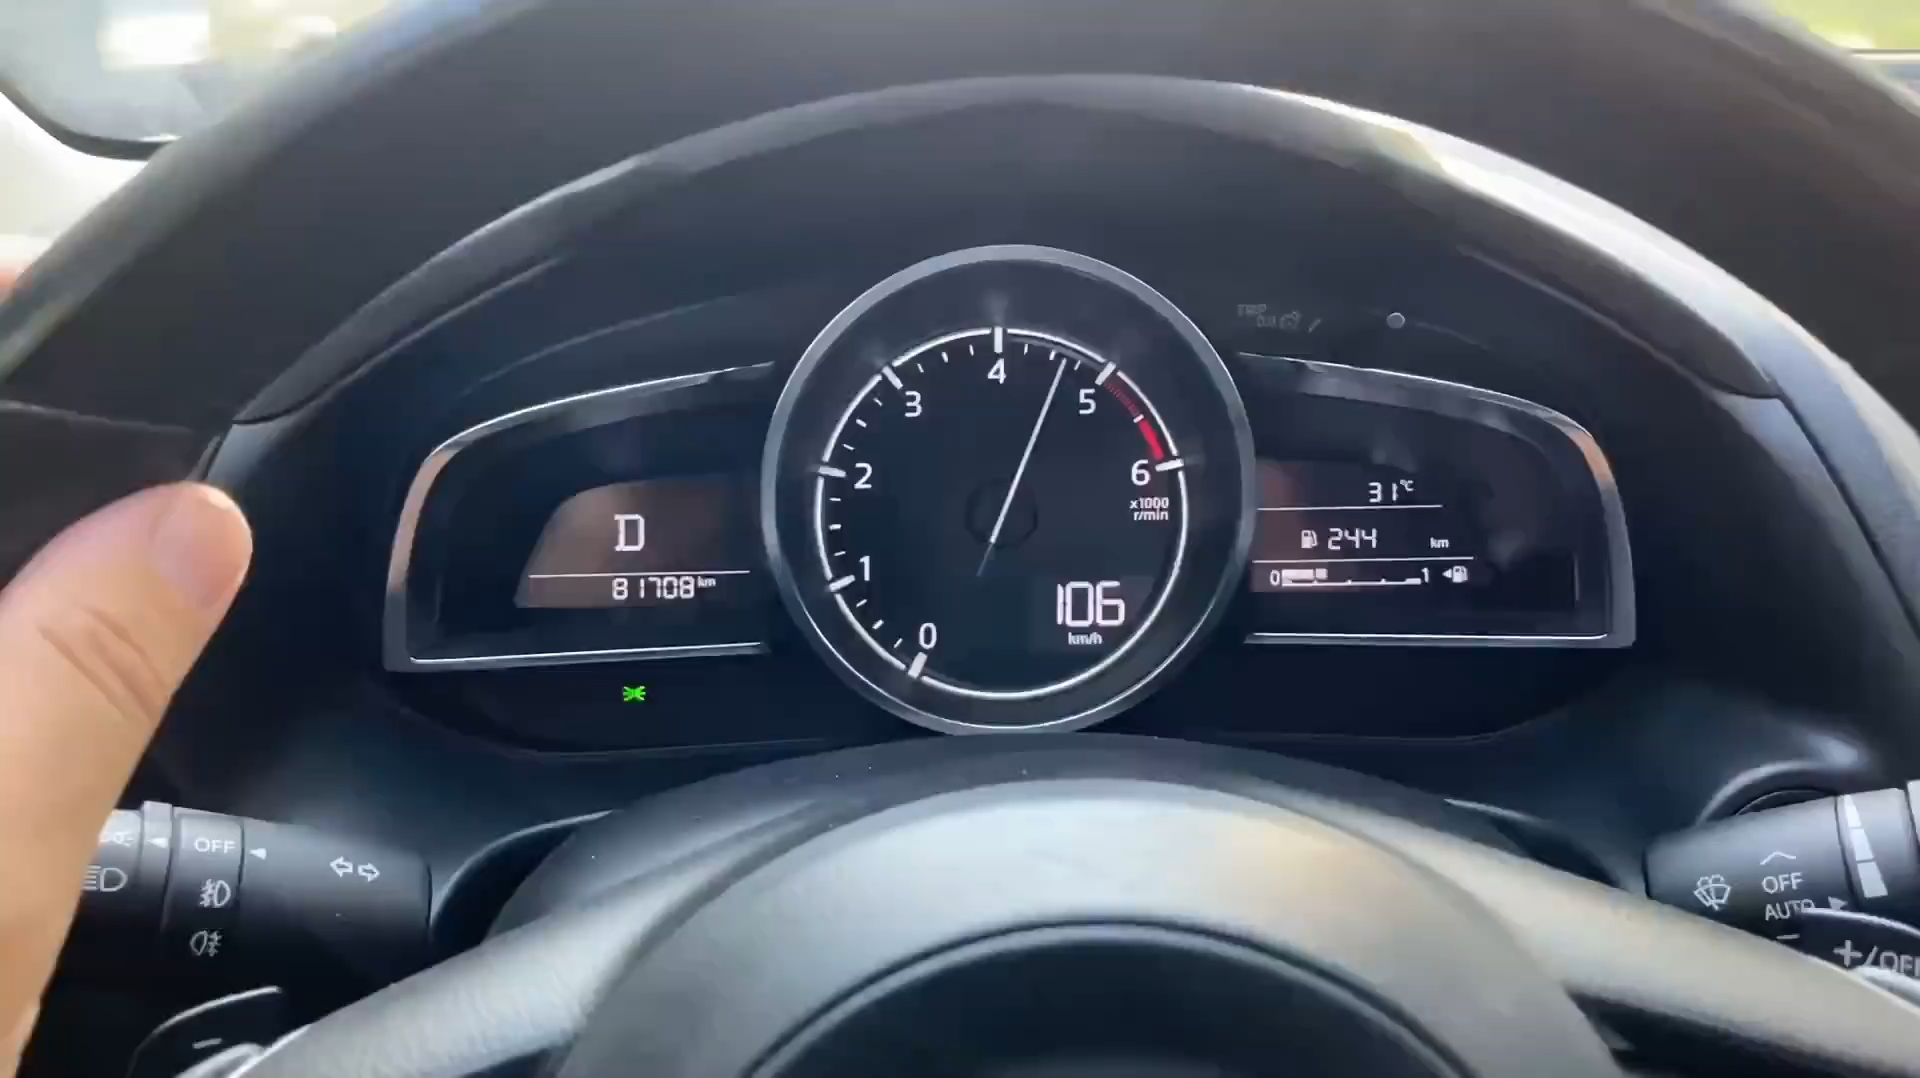 D
81708 km
4
3
5
2
6
x1000
r/min
1
0
106
km/h
31°C
244 km
0 1
OFF
OFF
AUTO
+/OFF